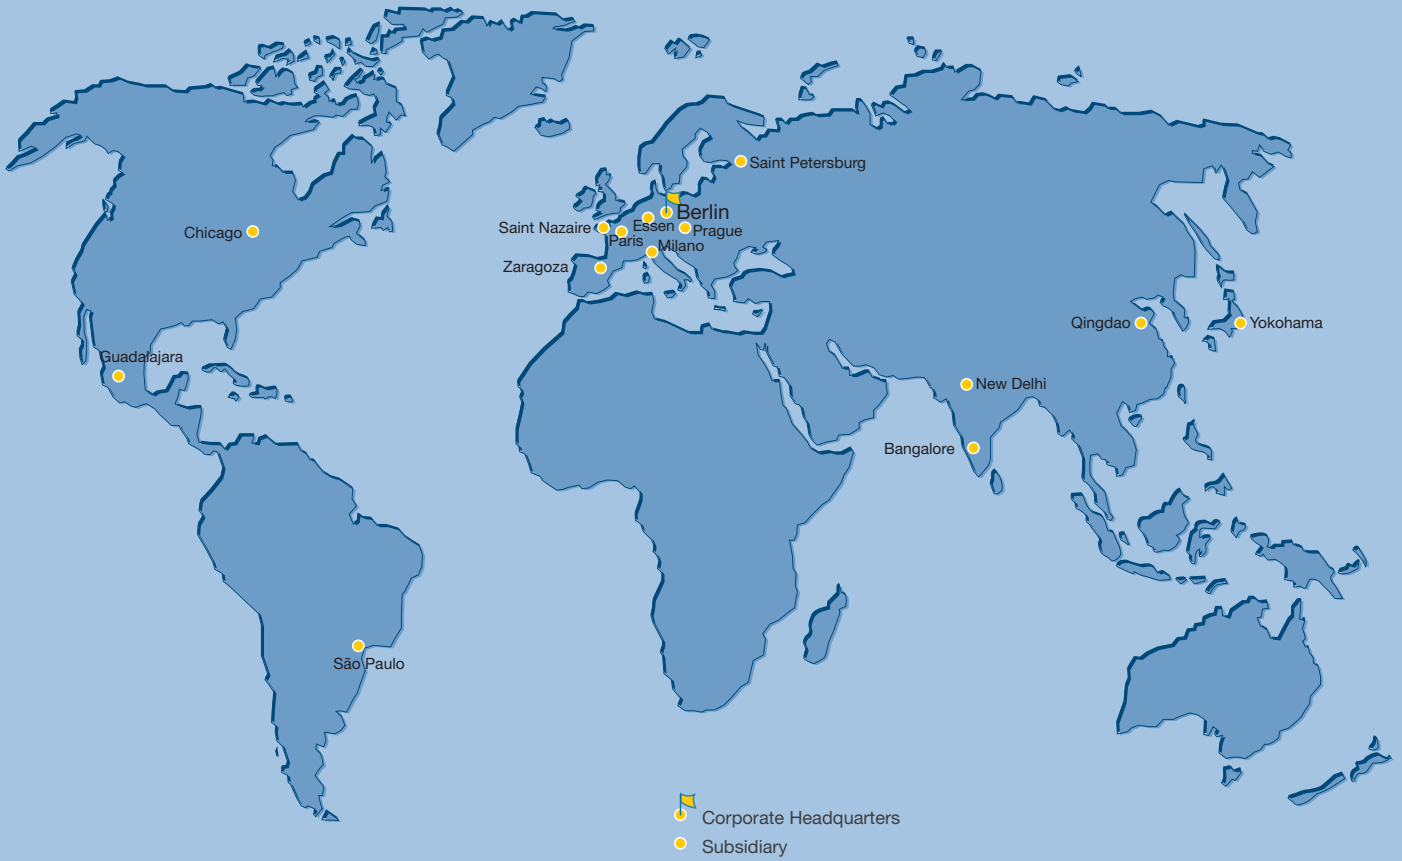 Saint Petersburg
Berlin
Saint Nazaire
Essen
Chicago
Prague
Paris
Milano
Zaragoza
Qingdao
Yokohama
Guadalajara
New Delhi
Bangalore
São Paulo
Corporate Headquarters
Subsidiary